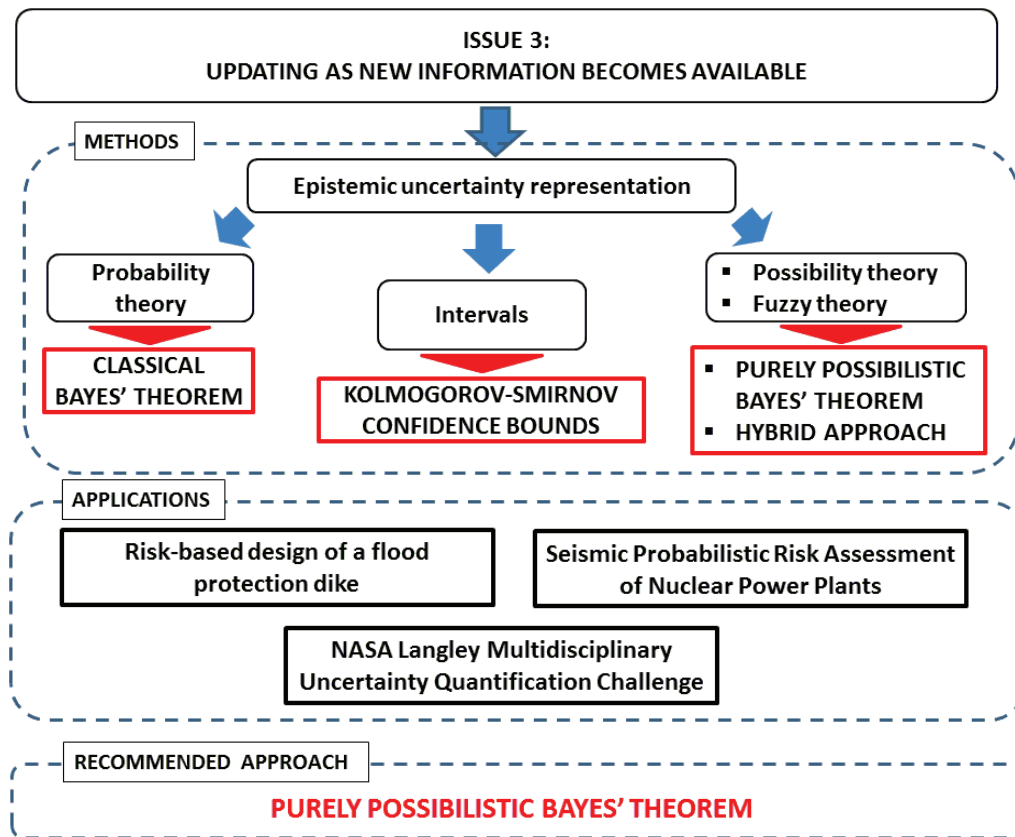 ISSUE 3:
UPDATING AS NEW INFORMATION BECOMES AVAILABLE
METHODS
Epistemic uncertainty representation
Probability
theory
CLASSICAL
BAYES’ THEOREM
Intervals
KOLMOGOROV-SMIRNOV
CONFIDENCE BOUNDS
▪ Possibility theory
▪ Fuzzy theory
▪ PURELY POSSIBILISTIC
BAYES’ THEOREM
▪ HYBRID APPROACH
APPLICATIONS
Risk-based design of a flood
protection dike
Seismic Probabilistic Risk Assessment
of Nuclear Power Plants
NASA Langley Multidisciplinary
Uncertainty Quantification Challenge
RECOMMENDED APPROACH
PURELY POSSIBILISTIC BAYES’ THEOREM